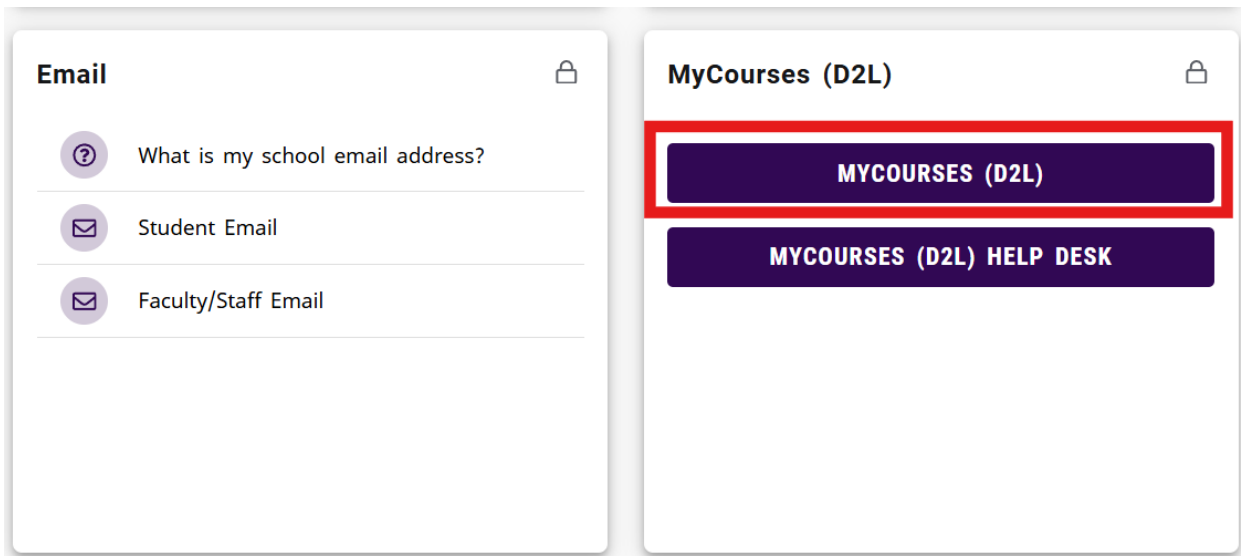 Email
What is my school email address?
Student Email
Faculty/Staff Email
MyCourses (D2L)
MYCOURSES (D2L)
MYCOURSES (D2L) HELP DESK